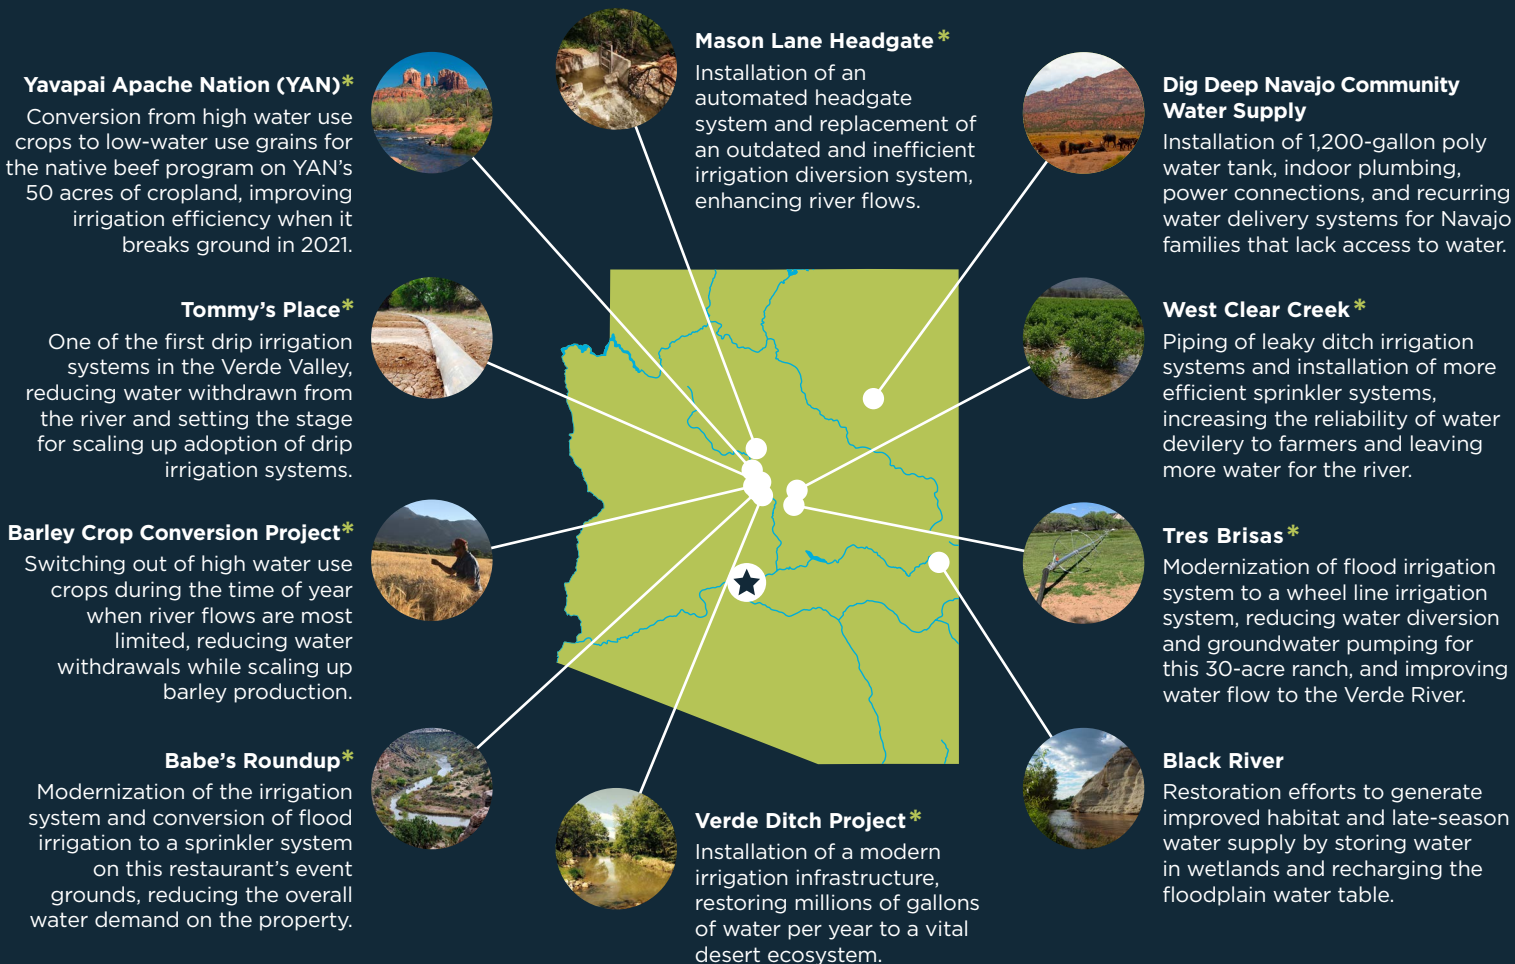 Yavapai Apache Nation (YAN)*
Conversion from high water use
crops to low-water use grains for
the native beef program on YAN’s
50 acres of cropland, improving
irrigation efficiency when it
breaks ground in 2021.
Tommy’s Place*
One of the first drip irrigation
systems in the Verde Valley,
reducing water withdrawn from
the river and setting the stage
for scaling up adoption of drip
irrigation systems.
Barley Crop Conversion Project*
Switching out of high water use
crops during the time of year
when river flows are most
limited, reducing water
withdrawals while scaling up
barley production.
Babe’s Roundup*
Modernization of the irrigation
system and conversion of flood
irrigation to a sprinkler system
on this restaurant’s event
grounds, reducing the overall
water demand on the property.
Mason Lane Headgate*
Installation of an
automated headgate
system and replacement of
an outdated and inefficient
irrigation diversion system,
enhancing river flows.
Verde Ditch Project*
Installation of a modern
irrigation infrastructure,
restoring millions of gallons
of water per year to a vital
desert ecosystem.
Dig Deep Navajo Community
Water Supply
Installation of 1,200-gallon poly
water tank, indoor plumbing,
power connections, and recurring
water delivery systems for Navajo
families that lack access to water.
West Clear Creek*
Piping of leaky ditch irrigation
systems and installation of more
efficient sprinkler systems,
increasing the reliability of water
devilery to farmers and leaving
more water for the river.
Tres Brisas*
Modernization of flood irrigation
system to a wheel line irrigation
system, reducing water diversion
and groundwater pumping for
this 30-acre ranch, and improving
water flow to the Verde River.
Black River
Restoration efforts to generate
improved habitat and late-season
water supply by storing water
in wetlands and recharging the
floodplain water table.